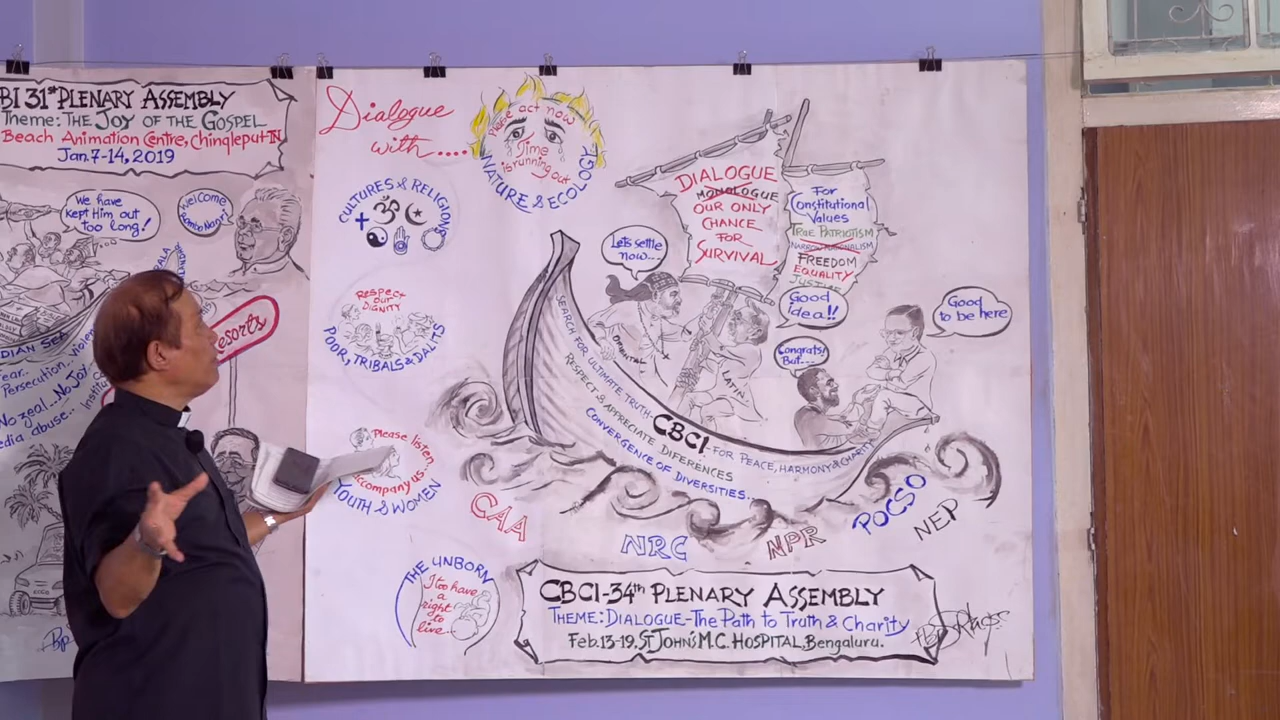 BI 31st PLENARY ASSEMBLY
Theme: THE JOY OF THE GOSPEL
Beach Animation Centre, Chingleput-TN
Jan.7-14, 2019
We have
kept Him out
too long!
Welcome
resorts
DIAN SEA
Persecution, Violen
No zeal...No Joy
edia abuse..
Dialogue
with....
Please act now
Time
is running out
NATURE & ECOLOGY
CULTURES & RELIGIONS
RESPECT
our
DIGNITY
POOR, TRIBALS & DALITS
Please listen..
accompany us..
YOUTH & WOMEN
THE UNBORN
I too have
a
right
to
live..
DIALOGUE
MONOLOGUE
OUR ONLY
CHANCE
FOR
SURVIVAL
For
Constitutional
Values
TRUE PATRIOTISM
NARROW NATIONALISM
FREEDOM
EQUALITY
JUSTICE
Lets settle
now...
Good
idea!!
Congrats!
But...
Good
to be here
ORIENTAL
LATIN
SEARCH FOR ULTIMATE TRUTH-CBCI-FOR PEACE, HARMONY & CHARITY
RESPECT & APPRECIATE DIFERENCES
CONVERGENCE OF DIVERSITIES...
CAA
NRC
NPR
POCSO
NEP
CBCI-34th PLENARY ASSEMBLY
THEME: DIALOGUE-The PATH to TRUTH & Charity
Feb.13-19. ST JOHN'S M.C. HOSPITAL, Bengaluru.